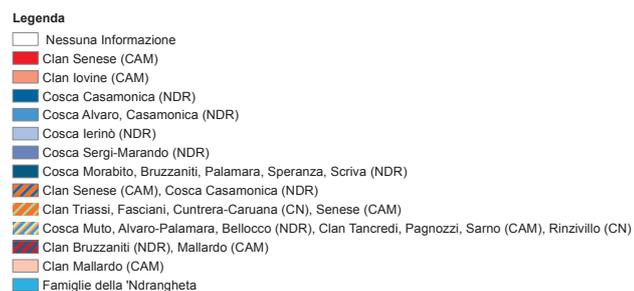 Legenda
Nessuna Informazione
Clan Senese (CAM)
Clan Iovine (CAM)
Cosca Casamonica (NDR)
Cosca Alvaro, Casamonica (NDR)
Cosca Ierinò (NDR)
Cosca Sergi-Marando (NDR)
Cosca Morabito, Bruzzaniti, Palamara, Speranza, Scriva (NDR)
Clan Senese (CAM), Cosca Casamonica (NDR)
Clan Triassi, Fasciani, Cuntrera-Caruana (CN), Senese (CAM)
Cosca Muto, Alvaro-Palamara, Bellocco (NDR), Clan Tancredi, Pagnozzi, Sarno (CAM), Rinzivillo (CN)
Clan Bruzzaniti (NDR), Mallardo (CAM)
Clan Mallardo (CAM)
Famiglie della 'Ndrangheta